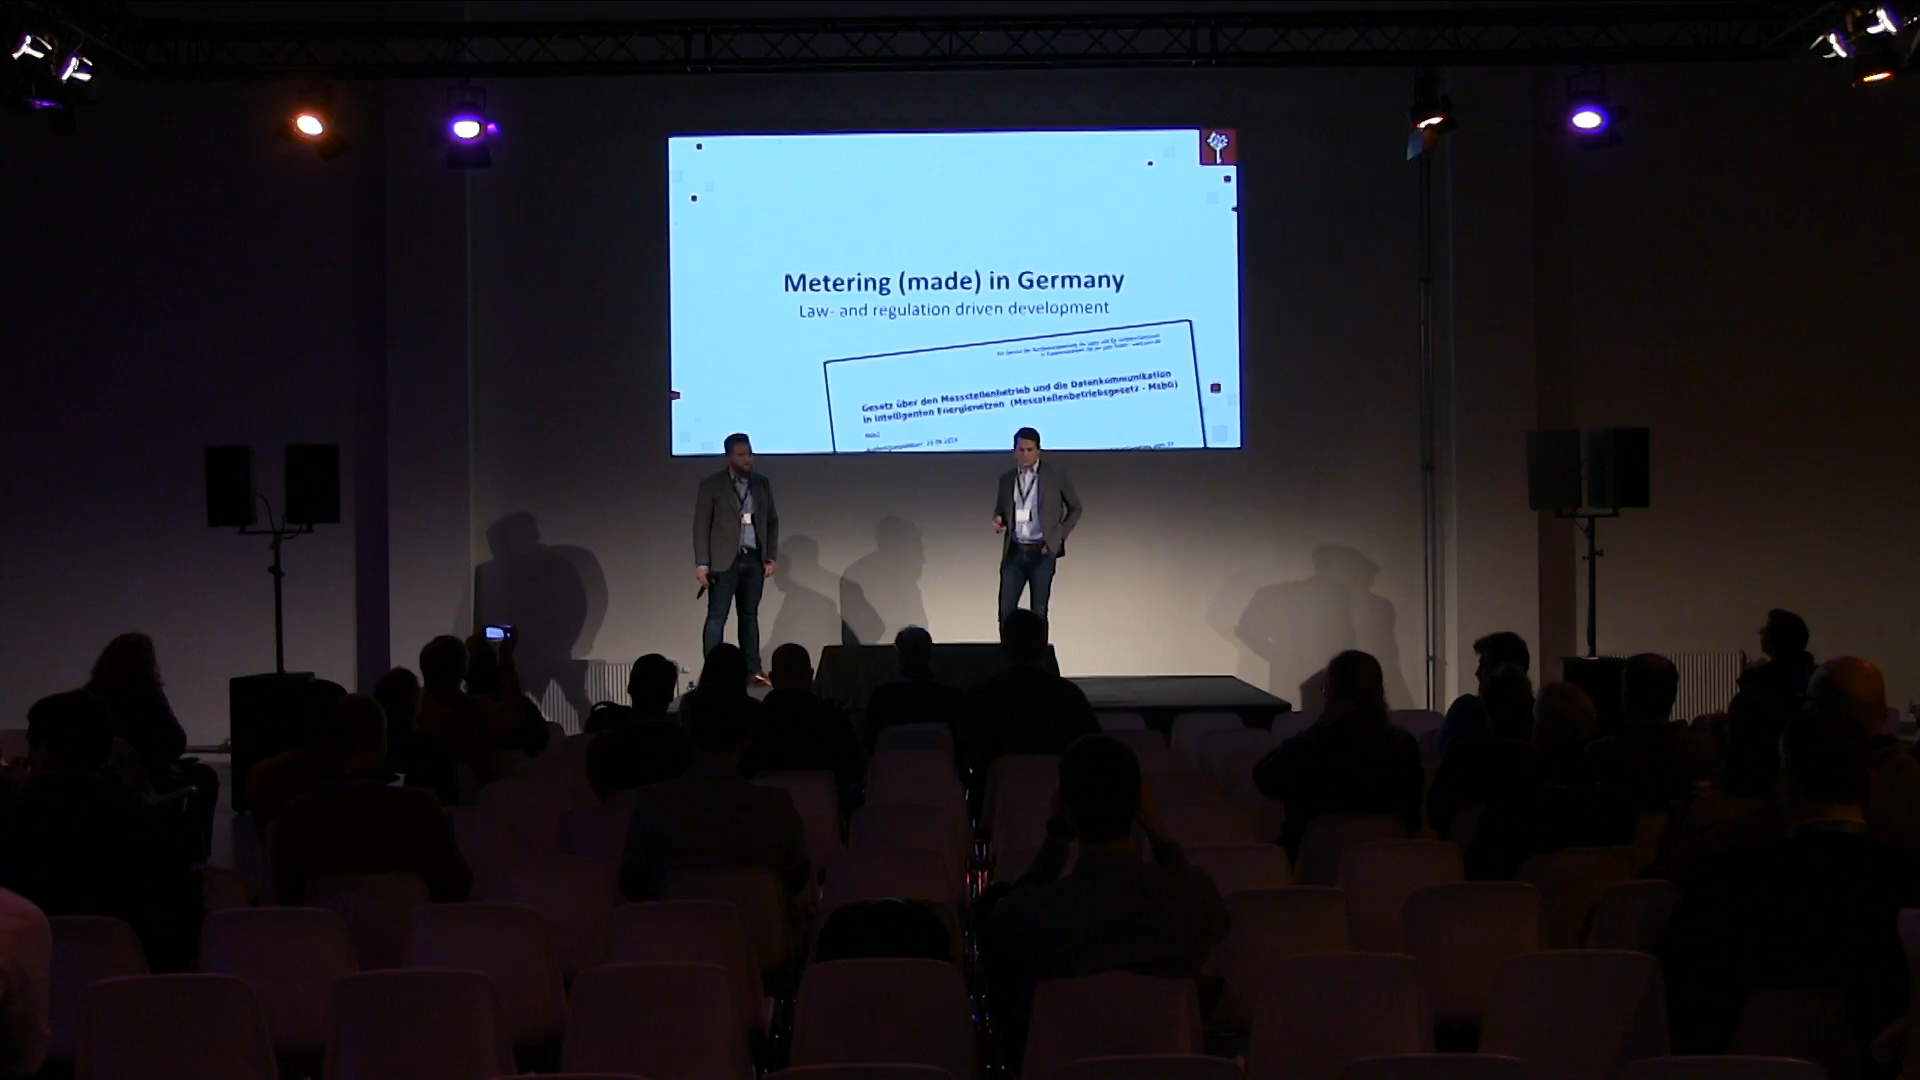 Metering (made) in Germany
Law- and regulation driven development
Gesetz über den Messstellenbetrieb und die Datenkommunikation
in intelligenten Energienetzen (Messstellenbetriebsgesetz - MsbG)
MsbG